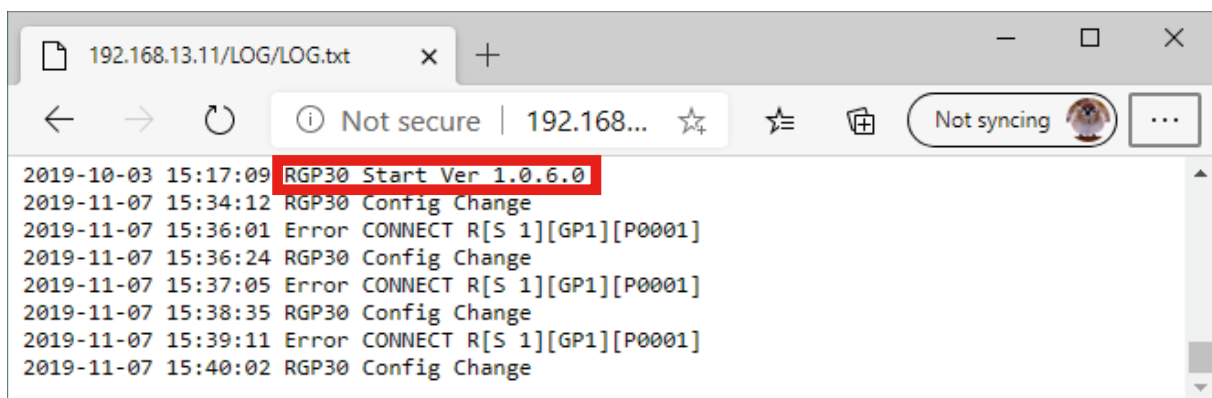 192.168.13.11/LOG/LOG.txt
Not secure | 192.168... Not syncing ...
2019-10-03 15:17:09 RGP30 Start Ver 1.0.6.0
2019-11-07 15:34:12 RGP30 Config Change
2019-11-07 15:36:01 Error CONNECT R[S 1][GP1][P0001]
2019-11-07 15:36:24 RGP30 Config Change
2019-11-07 15:37:05 Error CONNECT R[S 1][GP1][P0001]
2019-11-07 15:38:35 RGP30 Config Change
2019-11-07 15:39:11 Error CONNECT R[S 1][GP1][P0001]
2019-11-07 15:40:02 RGP30 Config Change